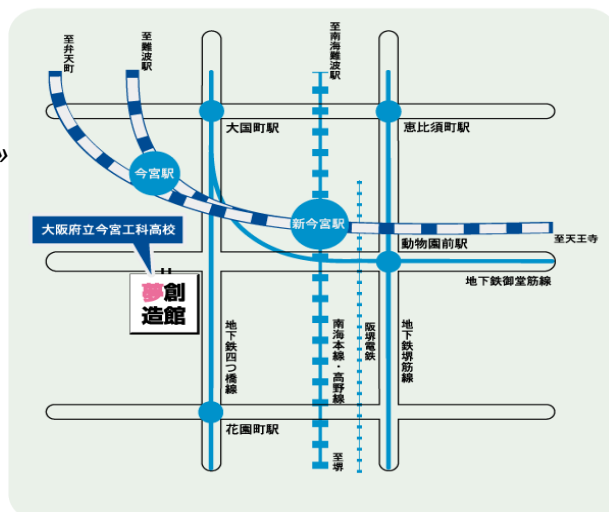 至弁天町
至難波駅
至南海難波駅
大国町駅
恵比須町駅
今宮駅
新今宮駅
大阪府立今宮工科高校
動物園前駅
至天王寺
地下鉄御堂筋線
夢創
造館
地下鉄四つ橋線
南海本線・高野線
阪堺電鉄
地下鉄堺筋線
花園町駅
至堺